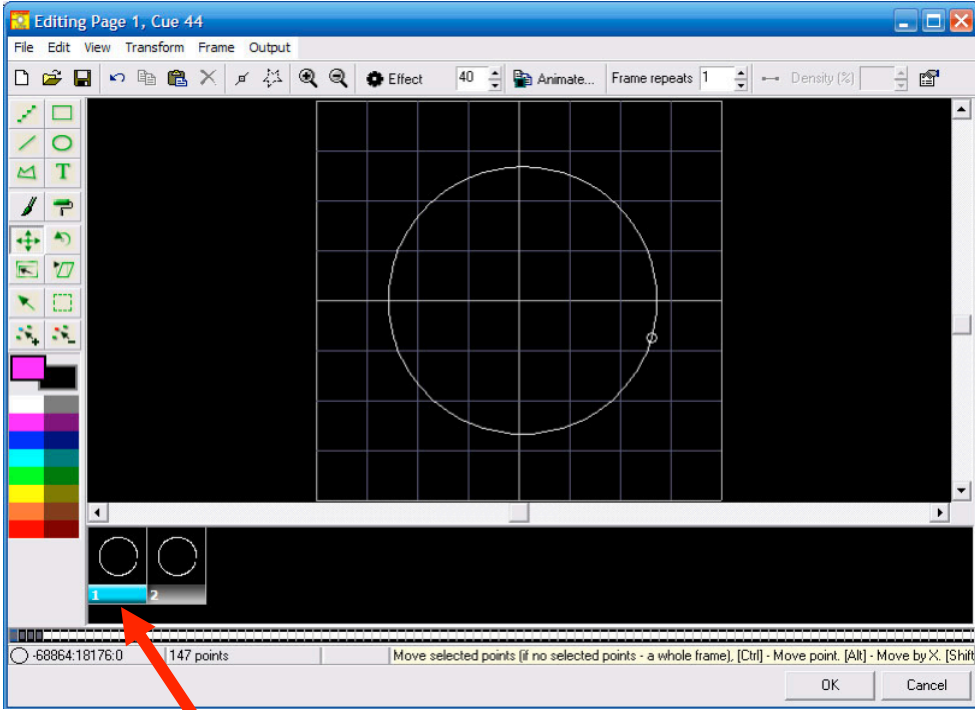 Editing Page 1, Cue 44
File Edit View Transform Frame Output
Effect 40 Animate... Frame repeats 1 Density (%)
T
1 2
-68864:18176:0 147 points Move selected points (if no selected points - a whole frame), [Ctrl] - Move point. [Alt] - Move by X. [Shift
OK Cancel